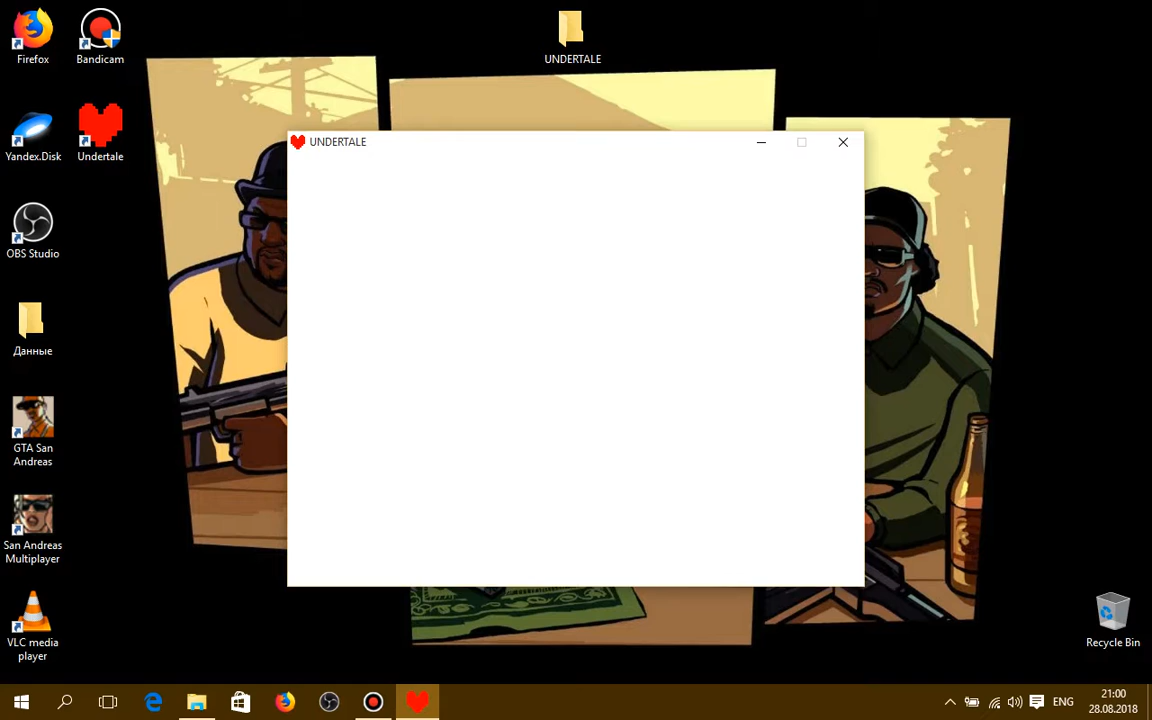 Firefox
Bandicam
UNDERTALE
Yandex.Disk
Undertale
UNDERTALE
OBS Studio
Данные
GTA San
Andreas
San Andreas
Multiplayer
VLC media
player
Recycle Bin
ENG
21:00
28.08.2018